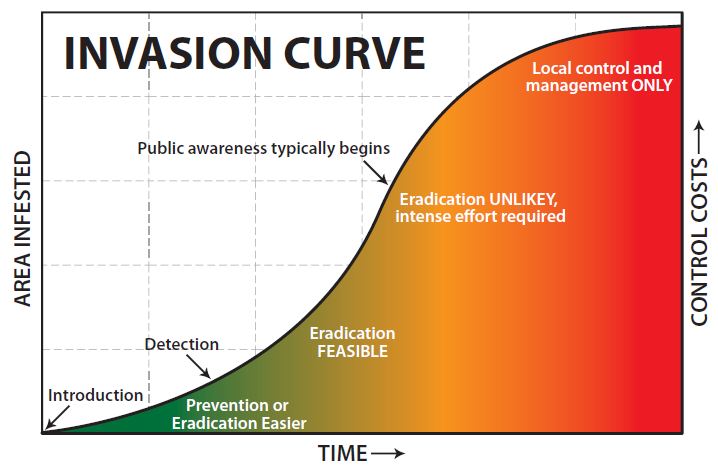 INVASION CURVE
Local control and
management ONLY
Public awareness typically begins
Eradication UNLIKEY,
intense effort required
Eradication
FEASIBLE
Detection
Introduction
Prevention or
Eradication Easier
AREA INFESTED
CONTROL COSTS
TIME